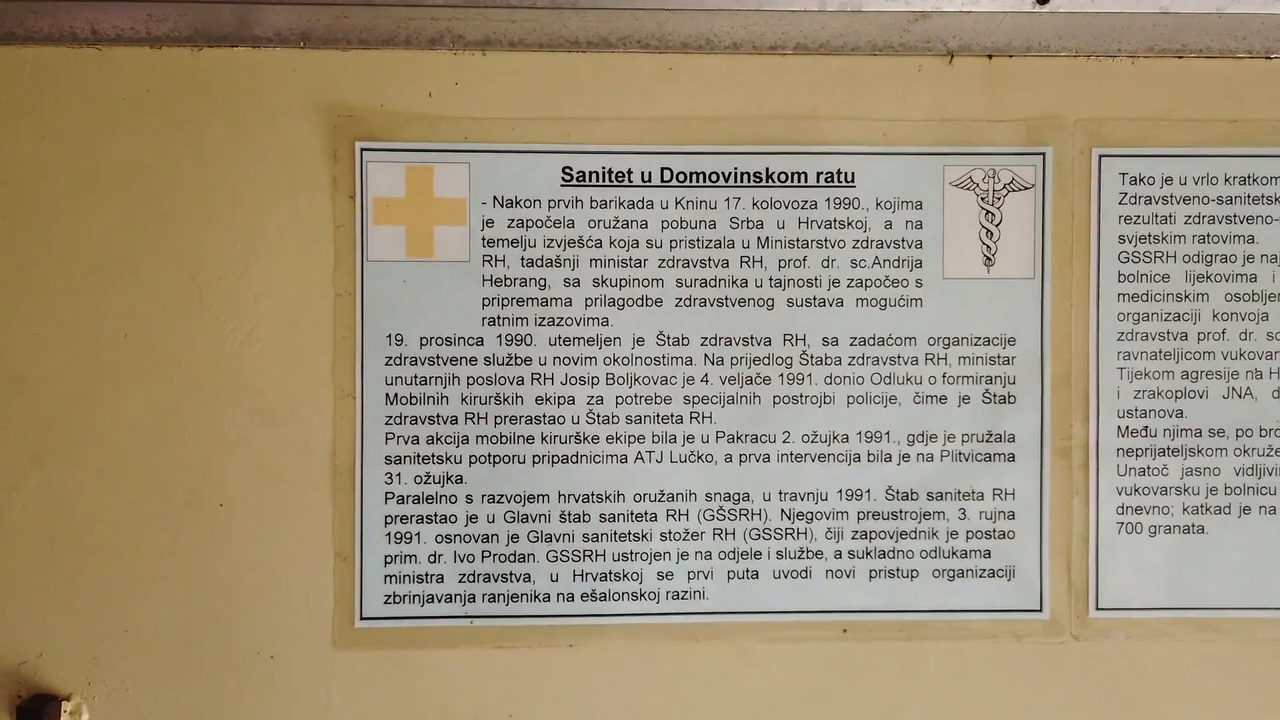 Sanitet u Domovinskom ratu
- Nakon prvih barikada u Kninu 17. kolovoza 1990., kojima
je započela oružana pobuna Srba u Hrvatskoj, a na
temelju izvješća koja su pristizala u Ministarstvo zdravstva
RH, tadašnji ministar zdravstva RH, prof. dr. sc.Andrija
Hebrang, sa skupinom suradnika u tajnosti je započeo s
pripremama prilagodbe zdravstvenog sustava mogućim
ratnim izazovima.
19. prosinca 1990. utemeljen je Štab zdravstva RH, sa zadaćom organizacije
zdravstvene službe u novim okolnostima. Na prijedlog Štaba zdravstva RH, ministar
unutarnjih poslova RH Josip Boljkovac je 4. veljače 1991. donio Odluku o formiranju
Mobilnih kirurških ekipa za potrebe specijalnih postrojbi policije, čime je Štab
zdravstva RH prerastao u Štab saniteta RH.
Prva akcija mobilne kirurške ekipe bila je u Pakracu 2. ožujka 1991., gdje je pružala
sanitetsku potporu pripadnicima ATJ Lučko, a prva intervencija bila je na Plitvicama
31. ožujka.
Paralelno s razvojem hrvatskih oružanih snaga, u travnju 1991. Štab saniteta RH
prerastao je u Glavni štab saniteta RH (GŠSRH). Njegovim preustrojem, 3. rujna
1991. osnovan je Glavni sanitetski stožer RH (GSSRH), čiji zapovjednik je postao
prim. dr. Ivo Prodan. GSSRH ustrojen je na odjele i službe, a sukladno odlukama
ministra zdravstva, u Hrvatskoj se prvi puta uvodi novi pristup organizaciji
zbrinjavanja ranjenika na ešalonskoj razini.
Tako je u vrlo kratkom
Zdravstveno-sanitetsk
rezultati zdravstveno-
svjetskim ratovima.
GSSRH odigrao je naj
bolnice lijekovima i
medicinskim osoblje
organizaciji konvoja
zdravstva prof. dr. sc
ravnateljicom vukovar
Tijekom agresije na H
i zrakoplovi JNA, d
ustanova.
Među njima se, po bro
neprijateljskom okruže
Unatoč jasno vidljivi
vukovarsku je bolnicu
dnevno; katkad je na
700 granata.